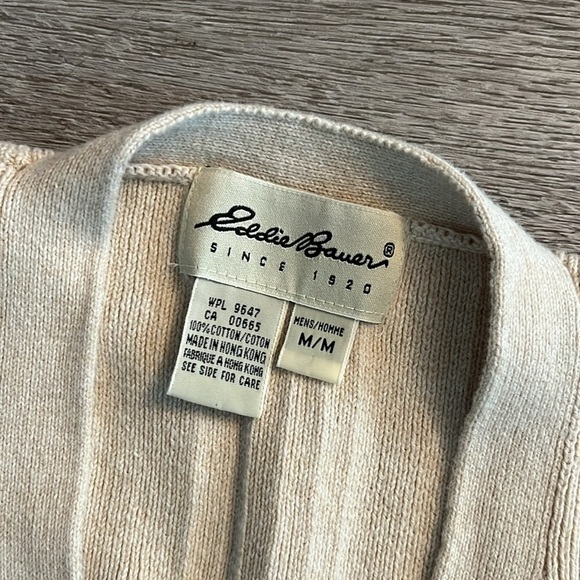 Eddie Bauer®
SINCE 1920
WPL 9647
CA 00665
100% COTTON/COTON
MADE IN HONG KONG
FABRIQUE A HONG KONG
SEE SIDE FOR CARE
MENS/HOMME
M/M